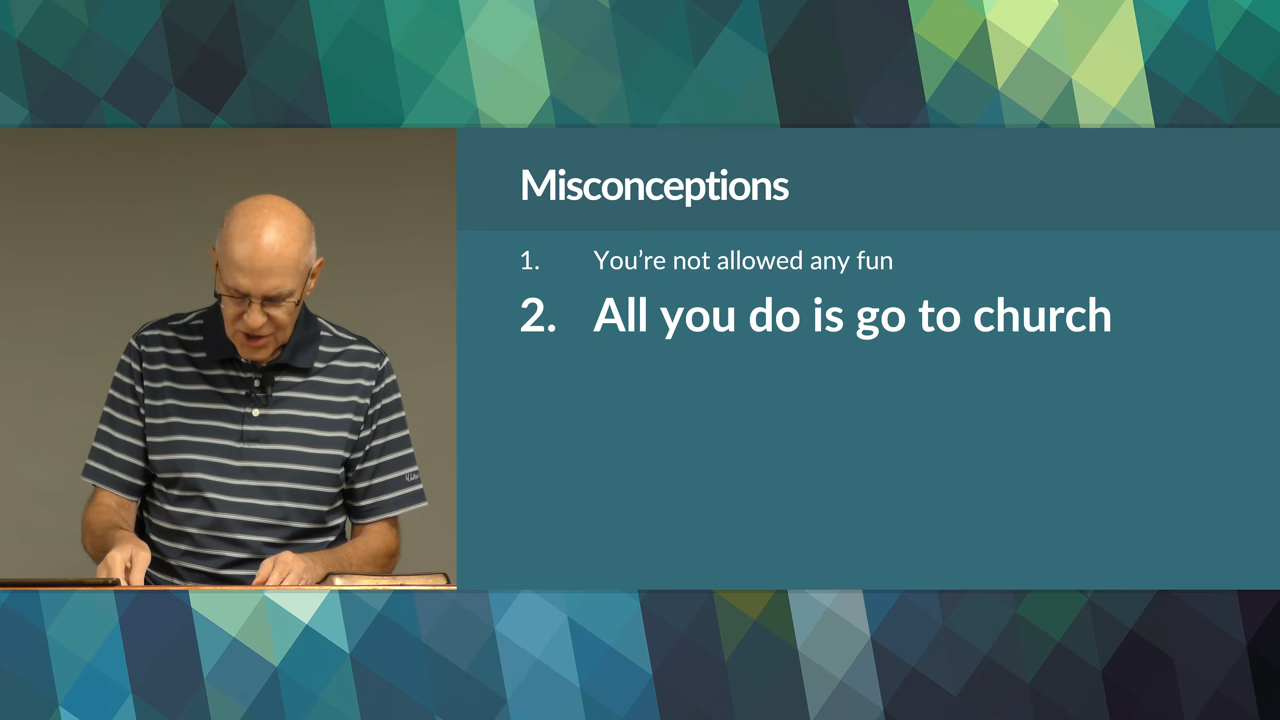 Misconceptions
1. You’re not allowed any fun
2. All you do is go to church